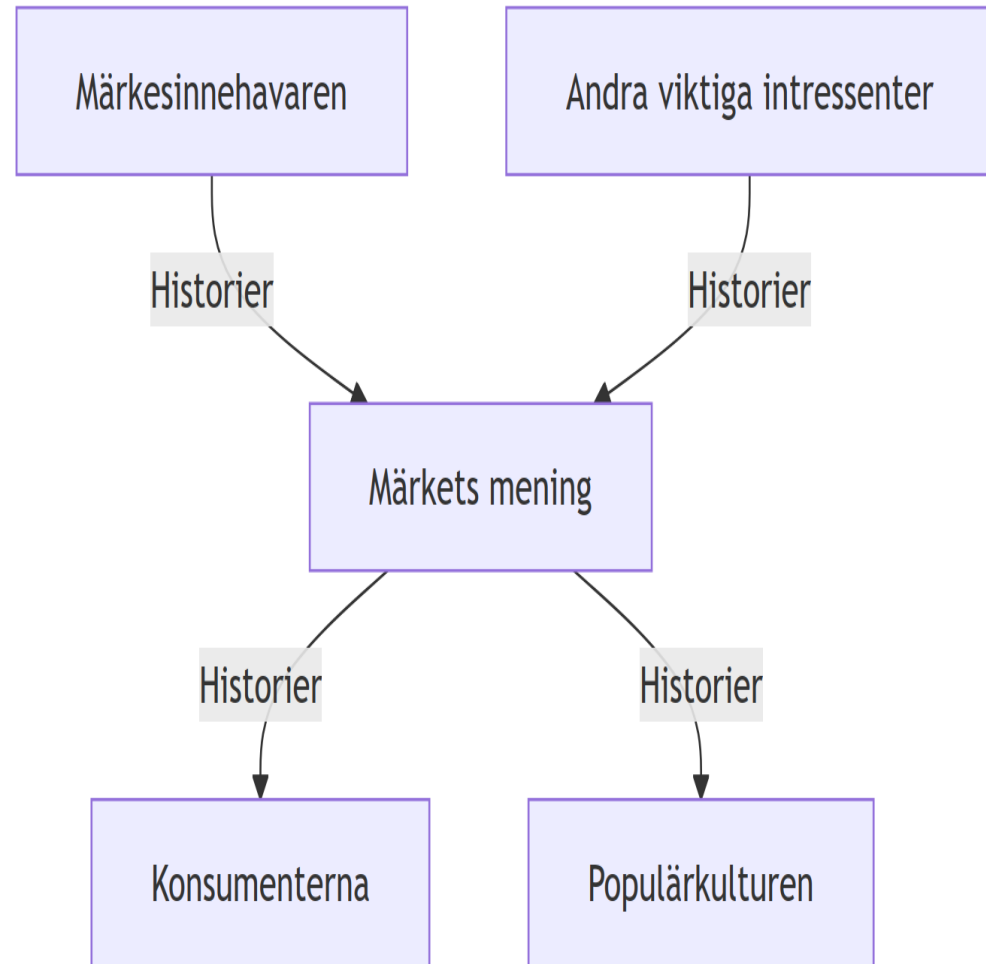 Märkesinnehavaren
Andra viktiga intressenter
Historier
Historier
Märkets mening
Historier
Historier
Konsumenterna
Populärkulturen